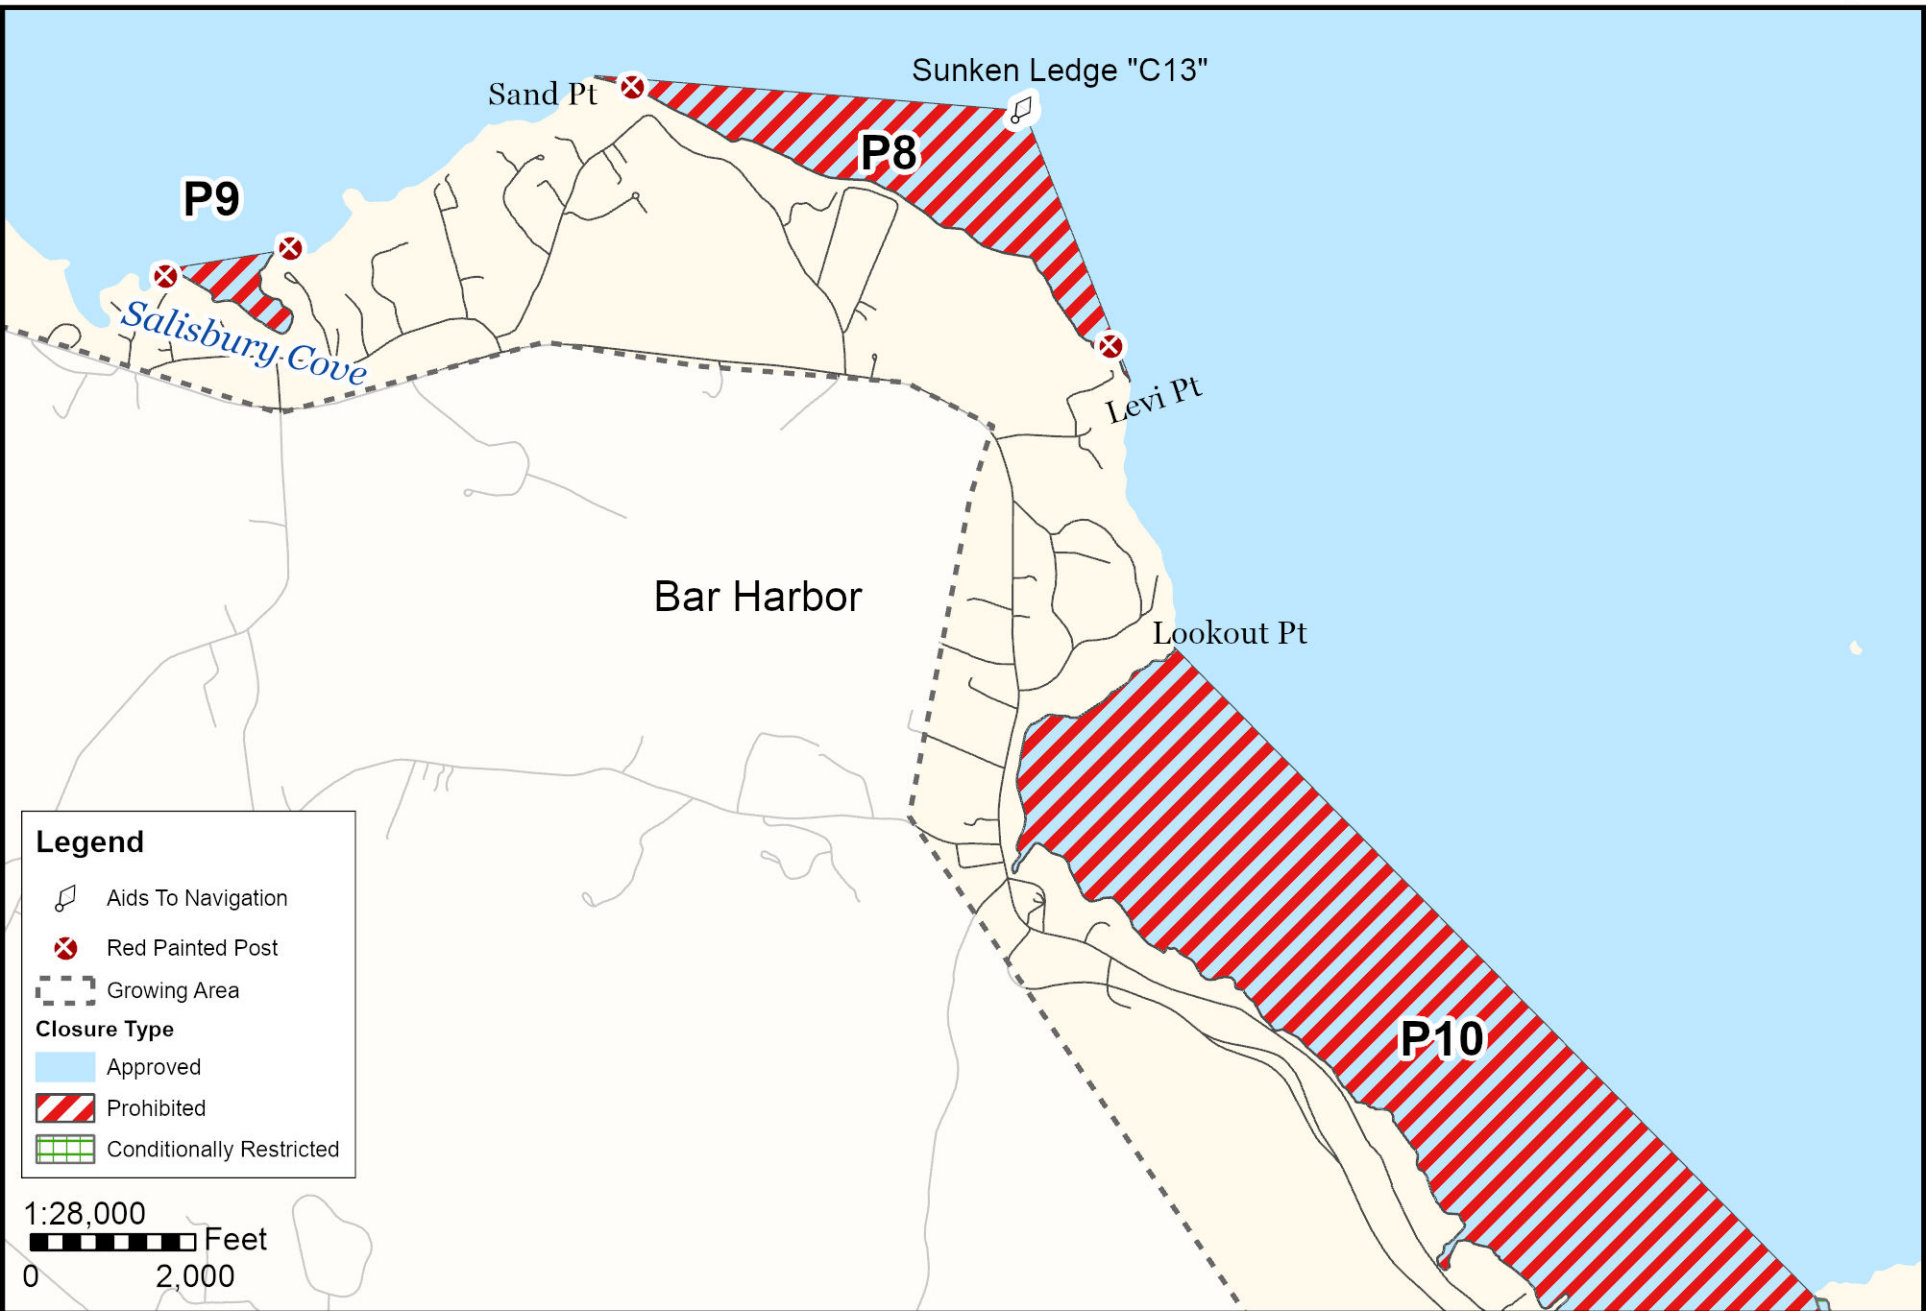 Sunken Ledge "C13"
Sand Pt
P8
P9
Salisbury Cove
Levi Pt
Bar Harbor
Lookout Pt
P10
Legend
Aids To Navigation
Red Painted Post
Growing Area
Closure Type
Approved
Prohibited
Conditionally Restricted
1:28,000
Feet
0 2,000